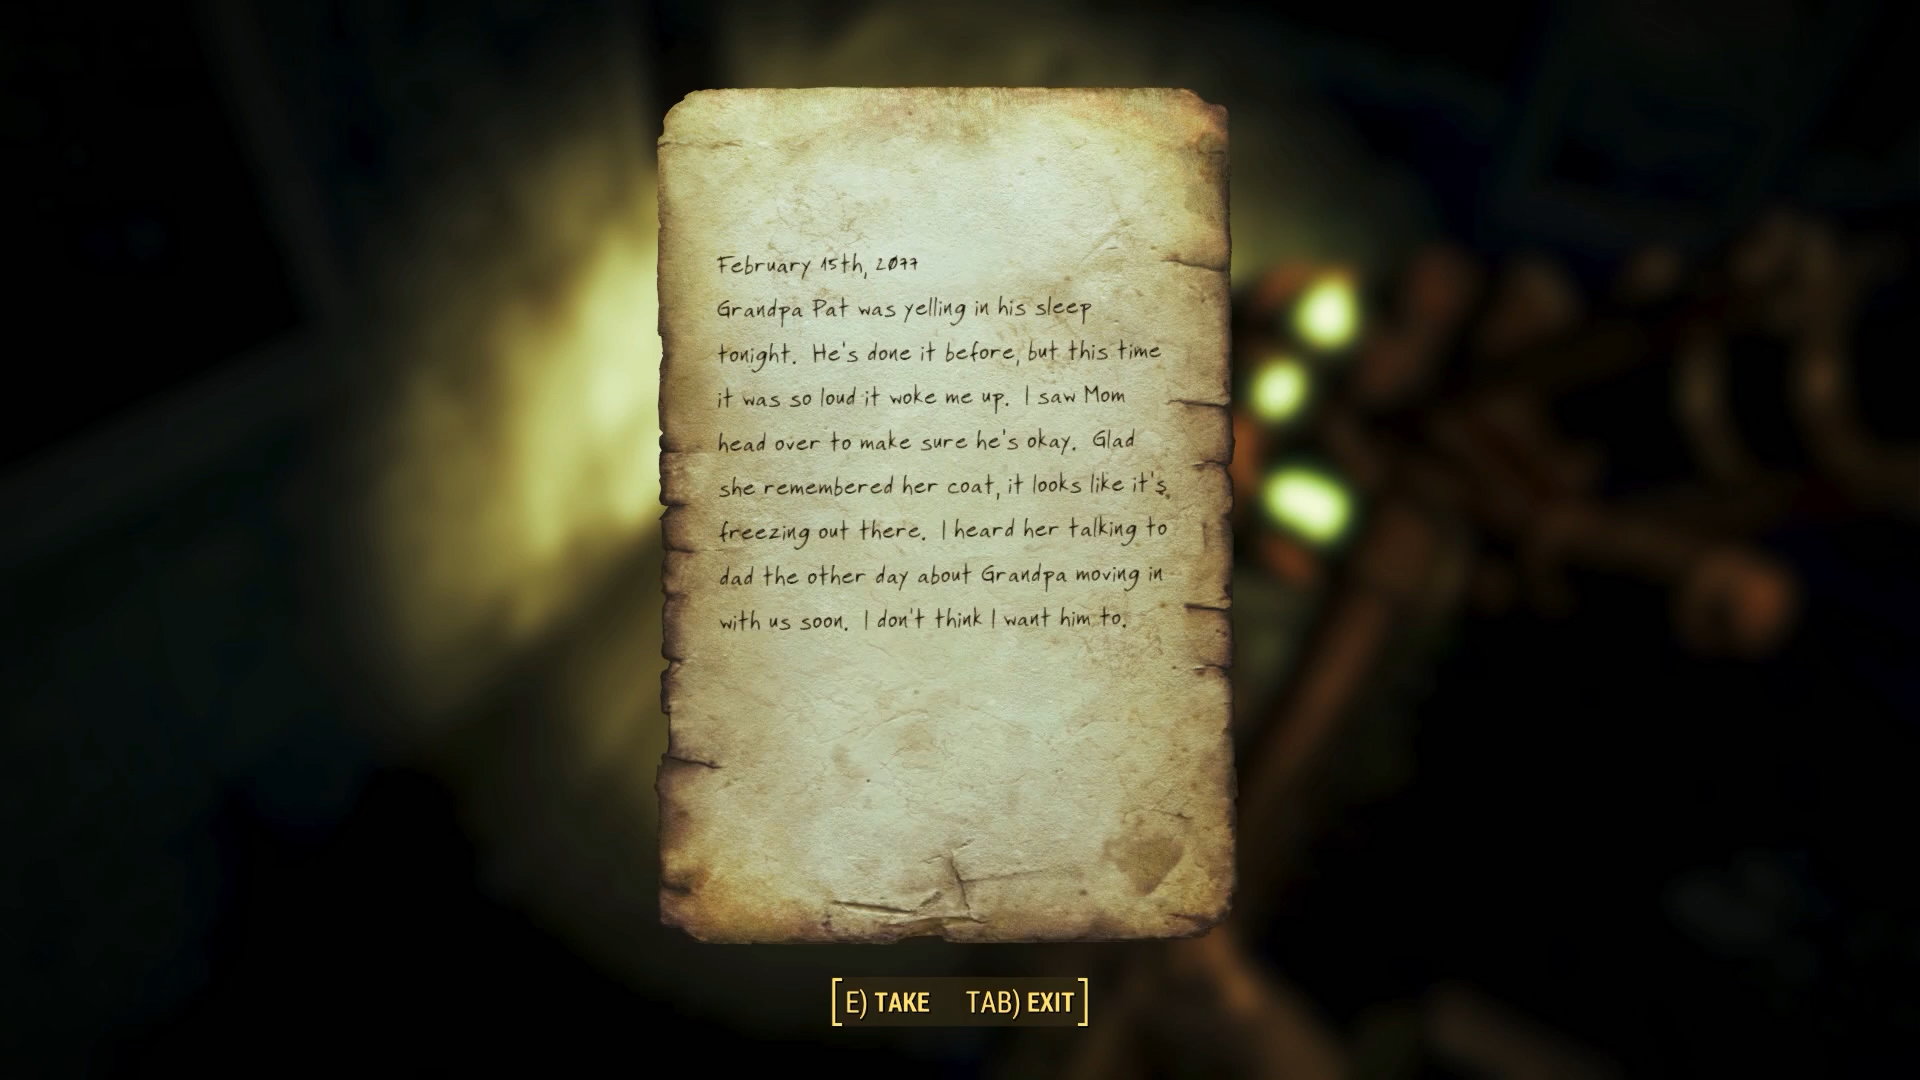 February 15th, 2077
Grandpa Pat was yelling in his sleep
tonight. He's done it before, but this time
it was so loud it woke me up. I saw Mom
head over to make sure he's okay. Glad
she remembered her coat, it looks like it's
freezing out there. I heard her talking to
dad the other day about Grandpa moving in
with us soon. I don't think I want him to.
[E) TAKE TAB) EXIT]